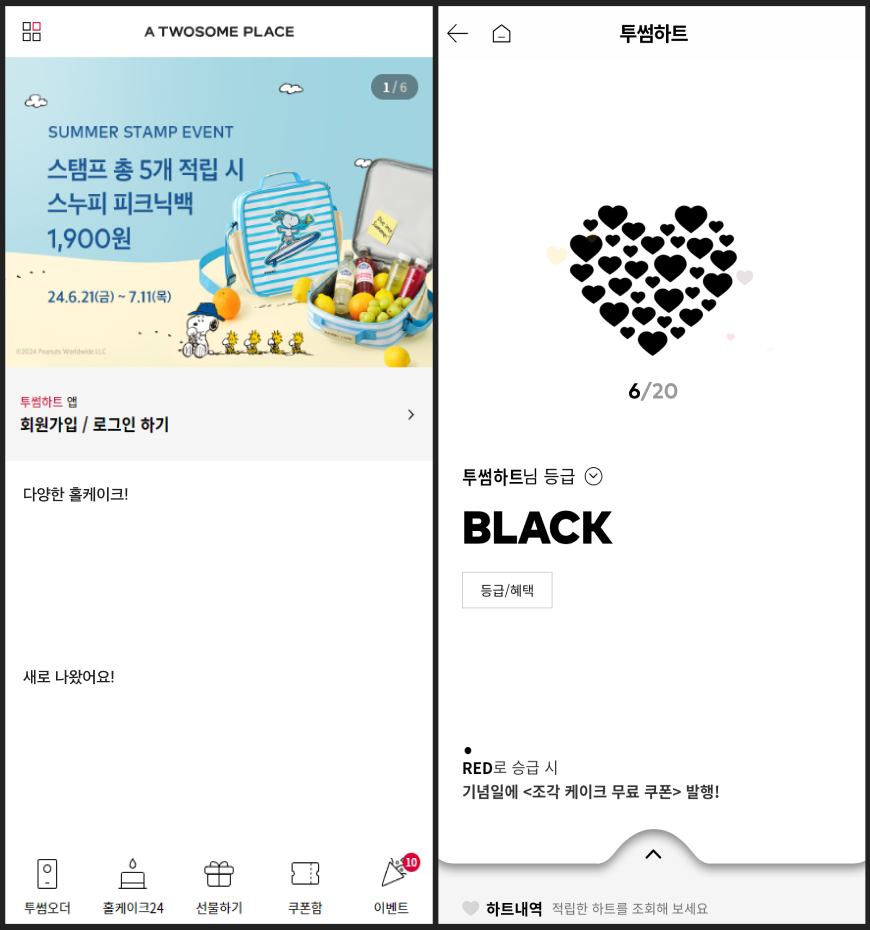 A TWOSOME PLACE
1 / 6
SUMMER STAMP EVENT
스탬프 총 5개 적립 시
스누피 피크닉백
1,900원
24.6.21(금) ~ 7.11(목)
©2024 Peanuts Worldwide LLC
투썸하트 앱
회원가입 / 로그인 하기
다양한 홀케이크!
새로 나왔어요!
10
투썸오더
홀케이크24
선물하기
쿠폰함
이벤트
투썸하트
6/20
투썸하트님 등급
BLACK
등급/혜택
RED로 승급 시
기념일에 <조각 케이크 무료 쿠폰> 발행!
하트내역 적립한 하트를 조회해 보세요